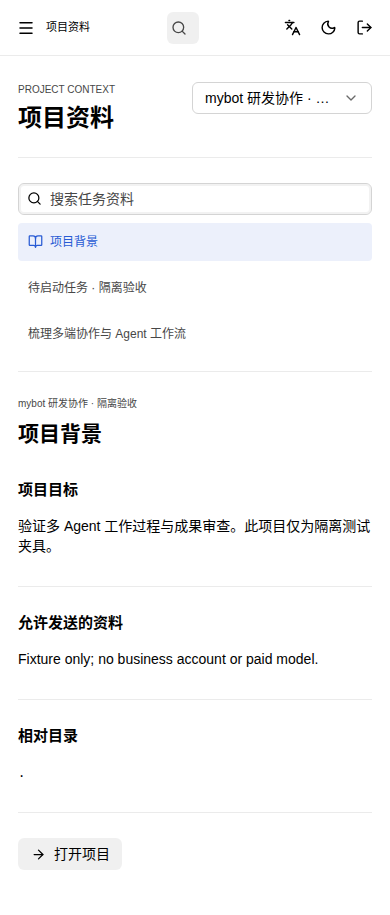 项目资料
PROJECT CONTEXT
项目资料
mybot 研发协作 · ...
搜索任务资料
项目背景
待启动任务 · 隔离验收
梳理多端协作与 Agent 工作流
mybot 研发协作 · 隔离验收
项目背景
项目目标
验证多 Agent 工作过程与成果审查。此项目仅为隔离测试
夹具。
允许发送的资料
Fixture only; no business account or paid model.
相对目录
.
打开项目